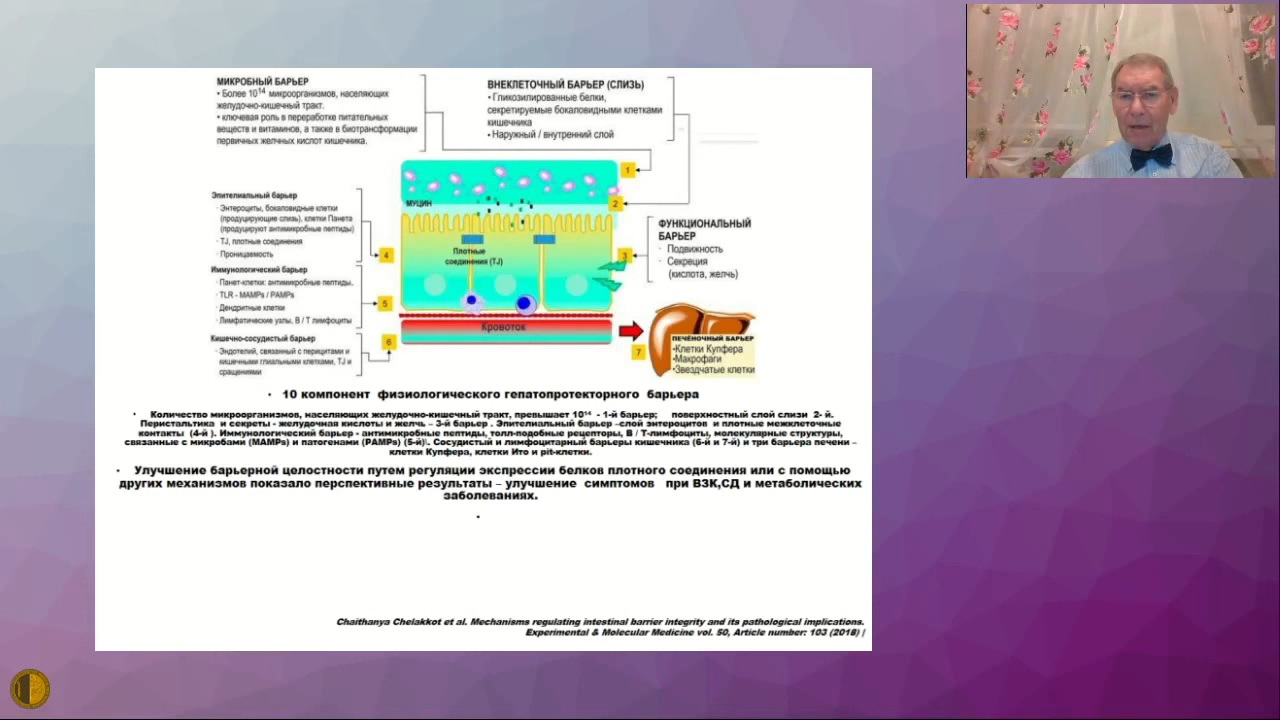 МИКРОБНЫЙ БАРЬЕР
• Более 10¹⁴ микроорганизмов, населяющих
желудочно-кишечный тракт.
• ключевая роль в переработке питательных
веществ и витаминов, а также в биотрансформации
первичных желчных кислот кишечника.
ВНЕКЛЕТОЧНЫЙ БАРЬЕР (СЛИЗЬ)
• Гликозилированные белки,
секретируемые бокаловидными клетками
кишечника
• Наружный / внутренний слой
1
МУЦИН
2
Эпителиальный барьер
· Энтероциты, бокаловидные клетки
(продуцирующие слизь), клетки Панета
(продуцируют антимикробные пептиды)
· TJ, плотные соединения
· Проницаемость
4
Плотные
соединения (TJ)
3
ФУНКЦИОНАЛЬНЫЙ
БАРЬЕР
· Подвижность
· Секреция
(кислота, желчь)
Иммунологический барьер
· Панет-клетки: антимикробные пептиды,
· TLR - MAMPs / PAMPs
· Дендритные клетки
· Лимфатические узлы, B / T лимфоциты
5
Кишечно-сосудистый барьер
· Эндотелий, связанный с перицитами и
кишечными глиальными клетками, TJ и
сращениями
6
Кровоток
7
ПЕЧЁНОЧНЫЙ БАРЬЕР
•Клетки Купфера
•Макрофаги
•Звездчатые клетки
• 10 компонент физиологического гепатопротекторного барьера
• Количество микроорганизмов, населяющих желудочно-кишечный тракт, превышает 10¹⁴ - 1-й барьер; поверхностный слой слизи 2- й.
Перистальтика и секреты - желудочная кислоты и желчь – 3-й барьер . Эпителиальный барьер –слой энтероцитов и плотные межклеточные
контакты (4-й ). Иммунологический барьер - антимикробные пептиды, толл-подобные рецепторы, B / T-лимфоциты, молекулярные структуры,
связанные с микробами (MAMPs) и патогенами (PAMPs) (5-й)\. Сосудистый и лимфоцитарный барьеры кишечника (6-й и 7-й) и три барьера печени –
клетки Купфера, клетки Ито и pit-клетки.
• Улучшение барьерной целостности путем регуляции экспрессии белков плотного соединения или с помощью
других механизмов показало перспективные результаты – улучшение симптомов при ВЗК,СД и метаболических
заболеваниях.
•
Chaithanya Chelakkot et al. Mechanisms regulating intestinal barrier integrity and its pathological implications.
Experimental & Molecular Medicine vol. 50, Article number: 103 (2018) |